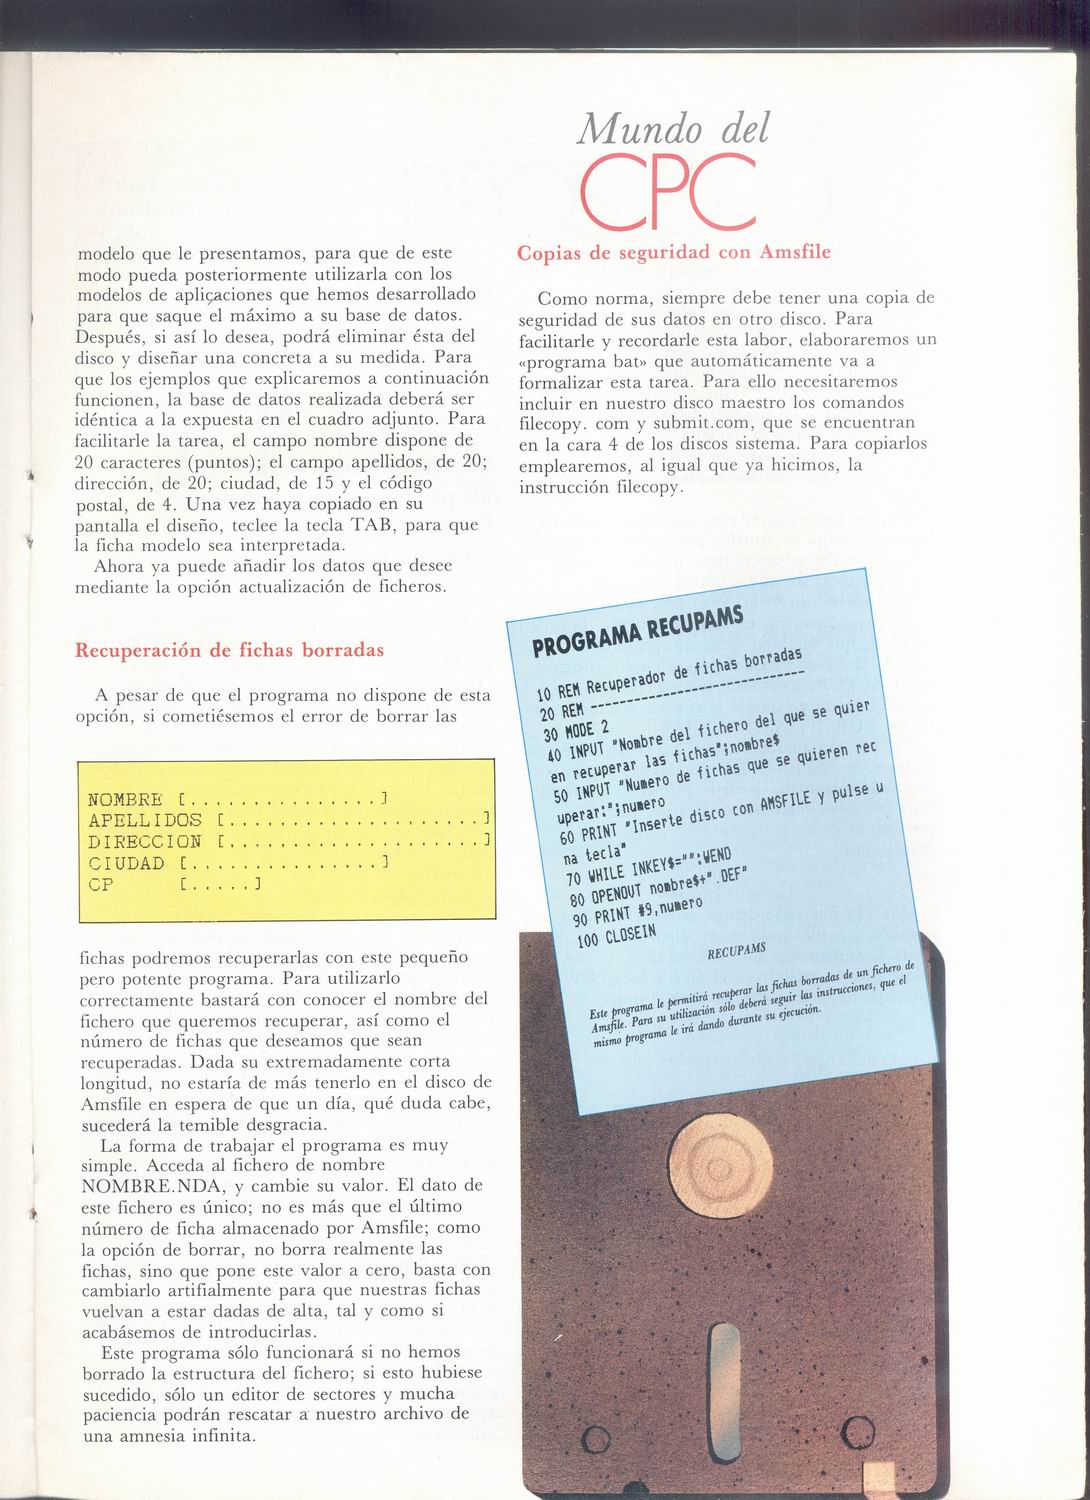 Mundo del
CPC
modelo que le presentamos, para que de este
modo pueda posteriormente utilizarla con los
modelos de aplicaciones que hemos desarrollado
para que saque el máximo a su base de datos.
Después, si así lo desea, podrá eliminar ésta del
disco y diseñar una concreta a su medida. Para
que los ejemplos que explicaremos a continuación
funcionen, la base de datos realizada deberá ser
idéntica a la expuesta en el cuadro adjunto. Para
facilitarle la tarea, el campo nombre dispone de
20 caracteres (puntos); el campo apellidos, de 20;
dirección, de 20; ciudad, de 15 y el código
postal, de 4. Una vez haya copiado en su
pantalla el diseño, teclee la tecla TAB, para que
la ficha modelo sea interpretada.
Ahora ya puede añadir los datos que desee
mediante la opción actualización de ficheros.
Recuperación de fichas borradas
A pesar de que el programa no dispone de esta
opción, si cometiésemos el error de borrar las
NOMBRE [...............]
APELLIDOS [....................]
DIRECCION [....................]
CIUDAD [...............]
CP [.....]
fichas podremos recuperarlas con este pequeño
pero potente programa. Para utilizarlo
correctamente bastará con conocer el nombre del
fichero que queremos recuperar, así como el
número de fichas que deseamos que sean
recuperadas. Dada su extremadamente corta
longitud, no estaría de más tenerlo en el disco de
Amsfile en espera de que un día, qué duda cabe,
sucederá la temible desgracia.
La forma de trabajar el programa es muy
simple. Acceda al fichero de nombre
NOMBRE.NDA, y cambie su valor. El dato de
este fichero es único; no es más que el último
número de ficha almacenado por Amsfile; como
la opción de borrar, no borra realmente las
fichas, sino que pone este valor a cero, basta con
cambiarlo artifialmente para que nuestras fichas
vuelvan a estar dadas de alta, tal y como si
acabásemos de introducirlas.
Este programa sólo funcionará si no hemos
borrado la estructura del fichero; si esto hubiese
sucedido, sólo un editor de sectores y mucha
paciencia podrán rescatar a nuestro archivo de
una amnesia infinita.
Copias de seguridad con Amsfile
Como norma, siempre debe tener una copia de
seguridad de sus datos en otro disco. Para
facilitarle y recordarle esta labor, elaboraremos un
«programa bat» que automáticamente va a
formalizar esta tarea. Para ello necesitaremos
incluir en nuestro disco maestro los comandos
filecopy. com y submit.com, que se encuentran
en la cara 4 de los discos sistema. Para copiarlos
emplearemos, al igual que ya hicimos, la
instrucción filecopy.
PROGRAMA RECUPAMS
10 REM Recuperador de fichas borradas
20 REM -----------------------------
30 MODE 2
40 INPUT "Nombre del fichero del que se quier
en recuperar las fichas";nombre$
50 INPUT "Numero de fichas que se quieren rec
uperar:";numero
60 PRINT "Inserte disco con AMSFILE y pulse u
na tecla"
70 WHILE INKEY$="":WEND
80 OPENOUT nombre$+".DEF"
90 PRINT #9,numero
100 CLOSEIN
RECUPAMS
Este programa le permitirá recuperar las fichas borradas de un fichero de
Amsfile. Para su utilización sólo deberá seguir las instrucciones, que el
mismo programa le irá dando durante su ejecución.